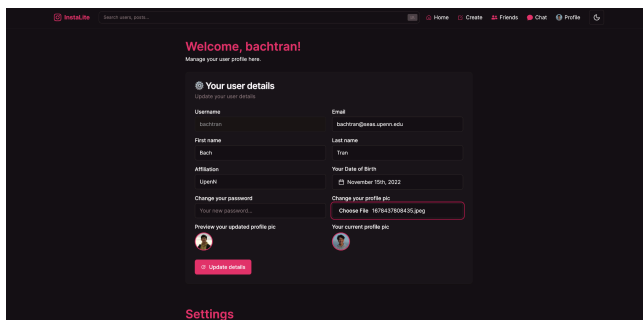 InstaLite Search users, posts... Home Create Friends Chat Profile
Welcome, bachtran!
Manage your user profile here.
Your user details
Update your user details
Username Email
bachtran bachtran@seas.upenn.edu
First name Last name
Bach Tran
Affiliation Your Date of Birth
UpenN November 15th, 2022
Change your password Change your profile pic
Your new password... Choose File 1678437808435.jpeg
Preview your updated profile pic Your current profile pic
Update details
Settings